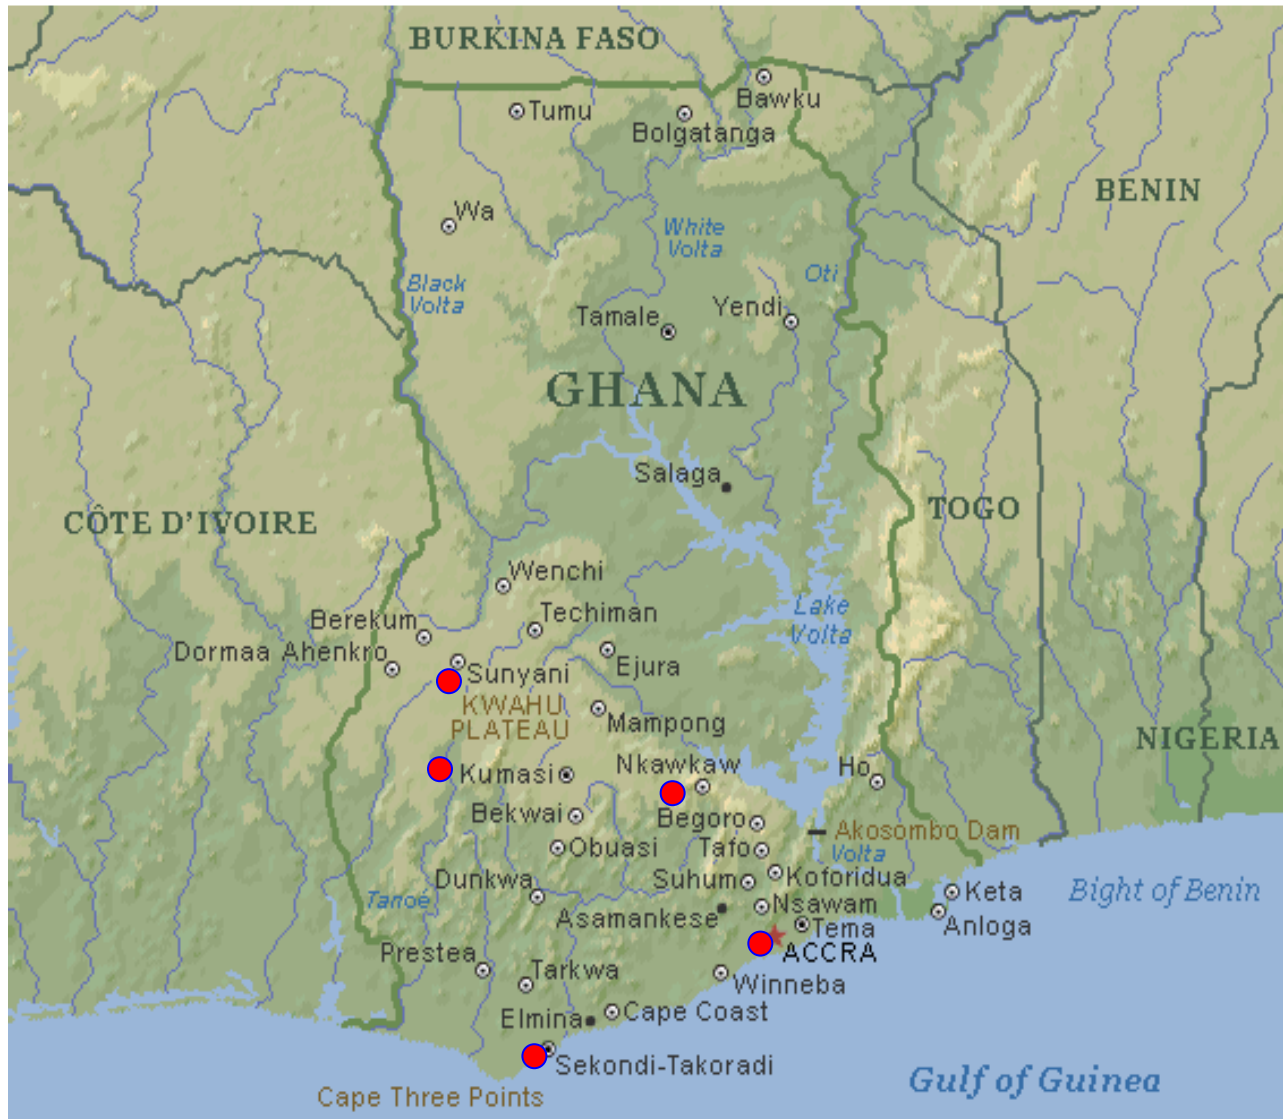 BURKINA FASO
Bawku
Tumu
Bolgatanga
BENIN
Wa
White
Volta
Oti
Black
Volta
Tamale
Yendi
GHANA
Salaga
CÔTE D'IVOIRE
TOGO
Wenchi
Lake
Volta
Techiman
Berekum
Dormaa Ahenkro
Sunyani
Ejura
KWAHU
PLATEAU
Mampong
NIGERIA
Kumasi
Nkawkaw
Ho
Bekwai
Begoro
Akosombo Dam
Volta
Obuasi
Tafo
Dunkwa
Suhum
Koforidua
Keta
Bight of Benin
Tanoé
Asamankese
Nsawam
Tema
Anloga
Prestea
ACCRA
Tarkwa
Winneba
Elmina
Cape Coast
Sekondi-Takoradi
Gulf of Guinea
Cape Three Points